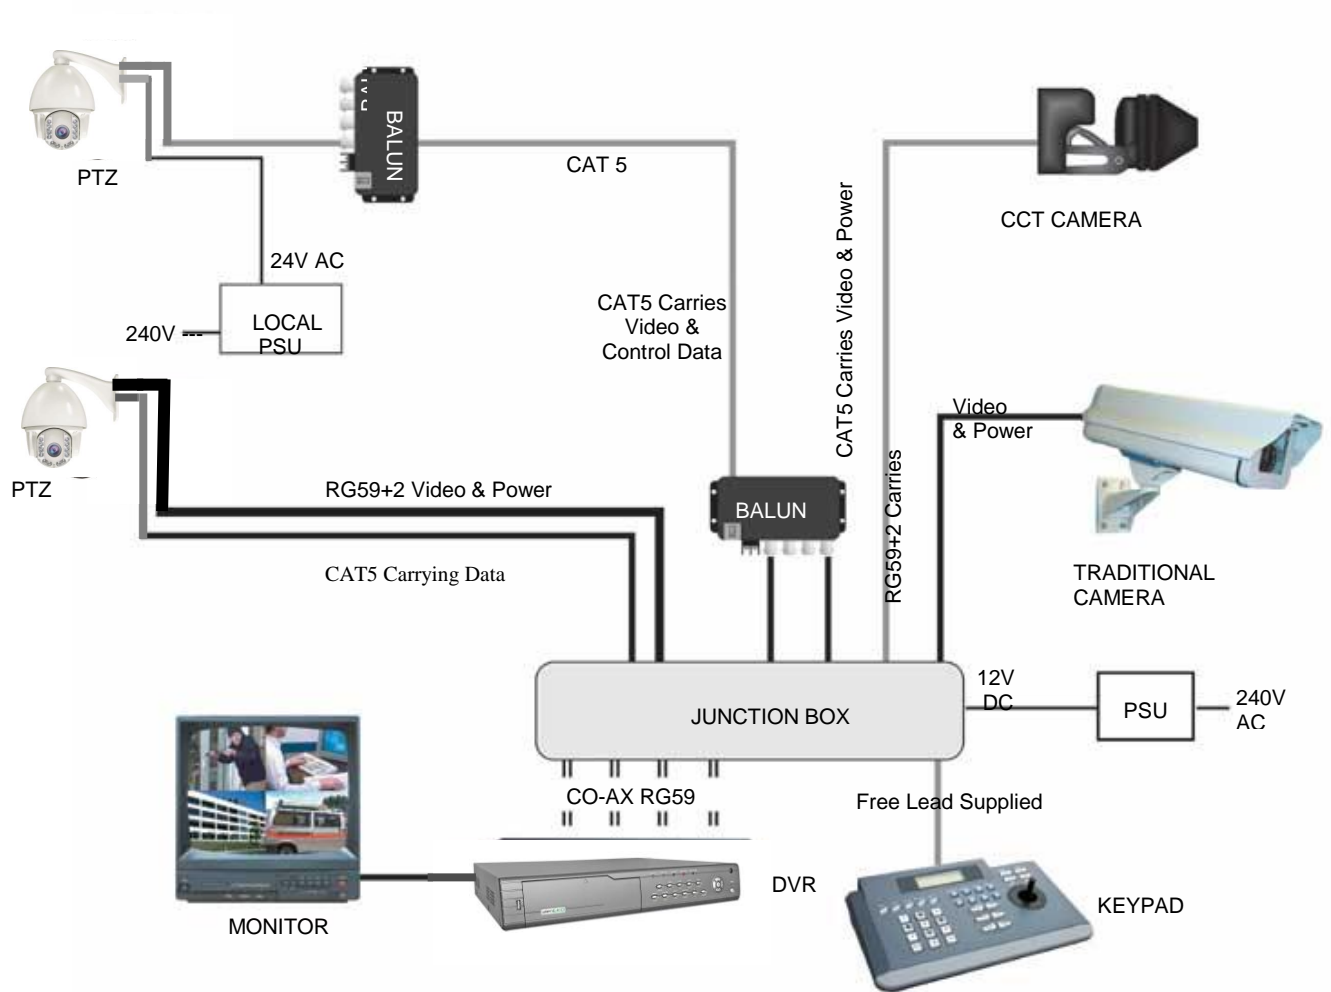 BALUN
CAT 5
PTZ
CCT CAMERA
24V AC
CAT5 Carries
Video &
Control Data
CAT5 Carries Video & Power
LOCAL
PSU
240V ---
Video
& Power
RG59+2 Carries
PTZ
RG59+2 Video & Power
BALUN
CAT5 Carrying Data
TRADITIONAL
CAMERA
12V
DC
PSU
240V
AC
JUNCTION BOX
CO-AX RG59
Free Lead Supplied
DVR
KEYPAD
MONITOR